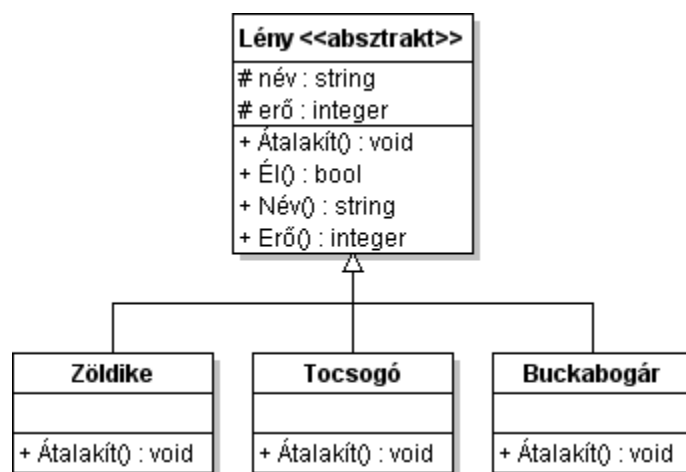 Lény <<absztrakt>>
# név : string
# erő : integer
+ Átalakít() : void
+ Él() : bool
+ Név() : string
+ Erő() : integer
Zöldike
+ Átalakít() : void
Tocsogó
+ Átalakít() : void
Buckabogár
+ Átalakít() : void